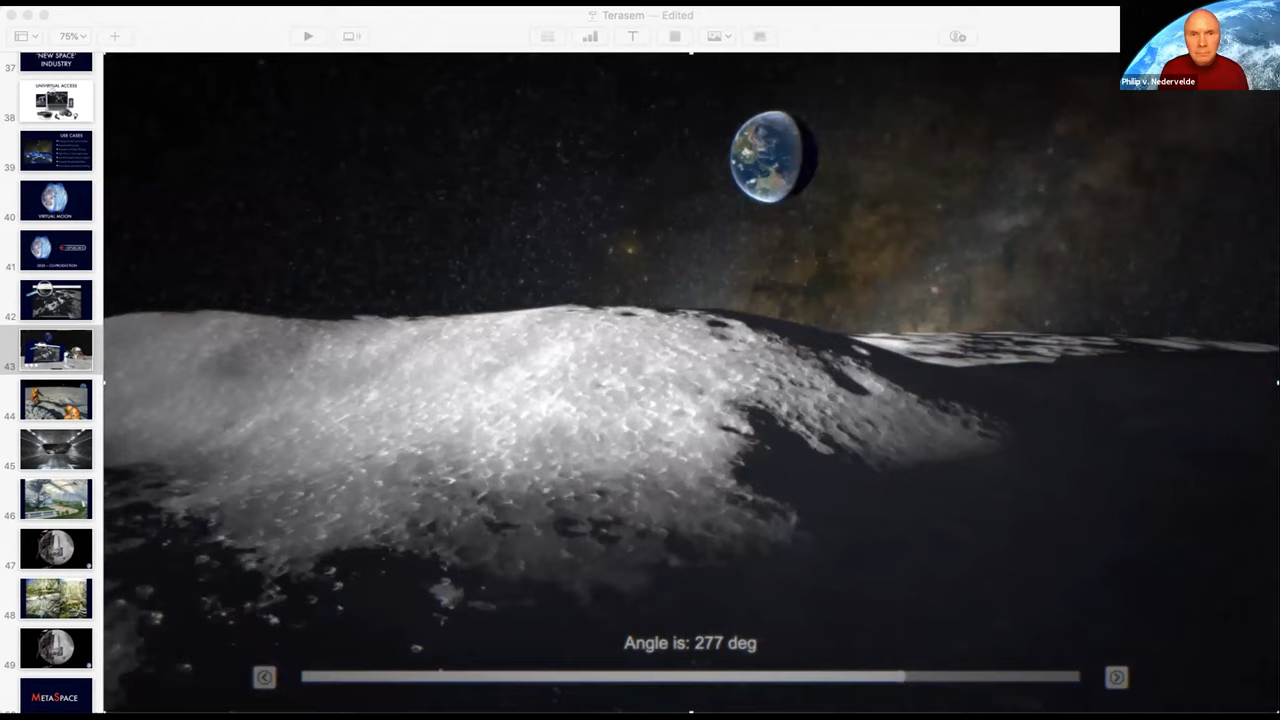 Terasem — Edited
75%
Philip v. Nedervelde
37
'NEW SPACE'
INDUSTRY
38
UNIVIRTUAL ACCESS
39
USE CASES
40
VIRTUAL MOON
41
42
43
44
45
46
47
48
49
METASPACE
Angle is: 277 deg